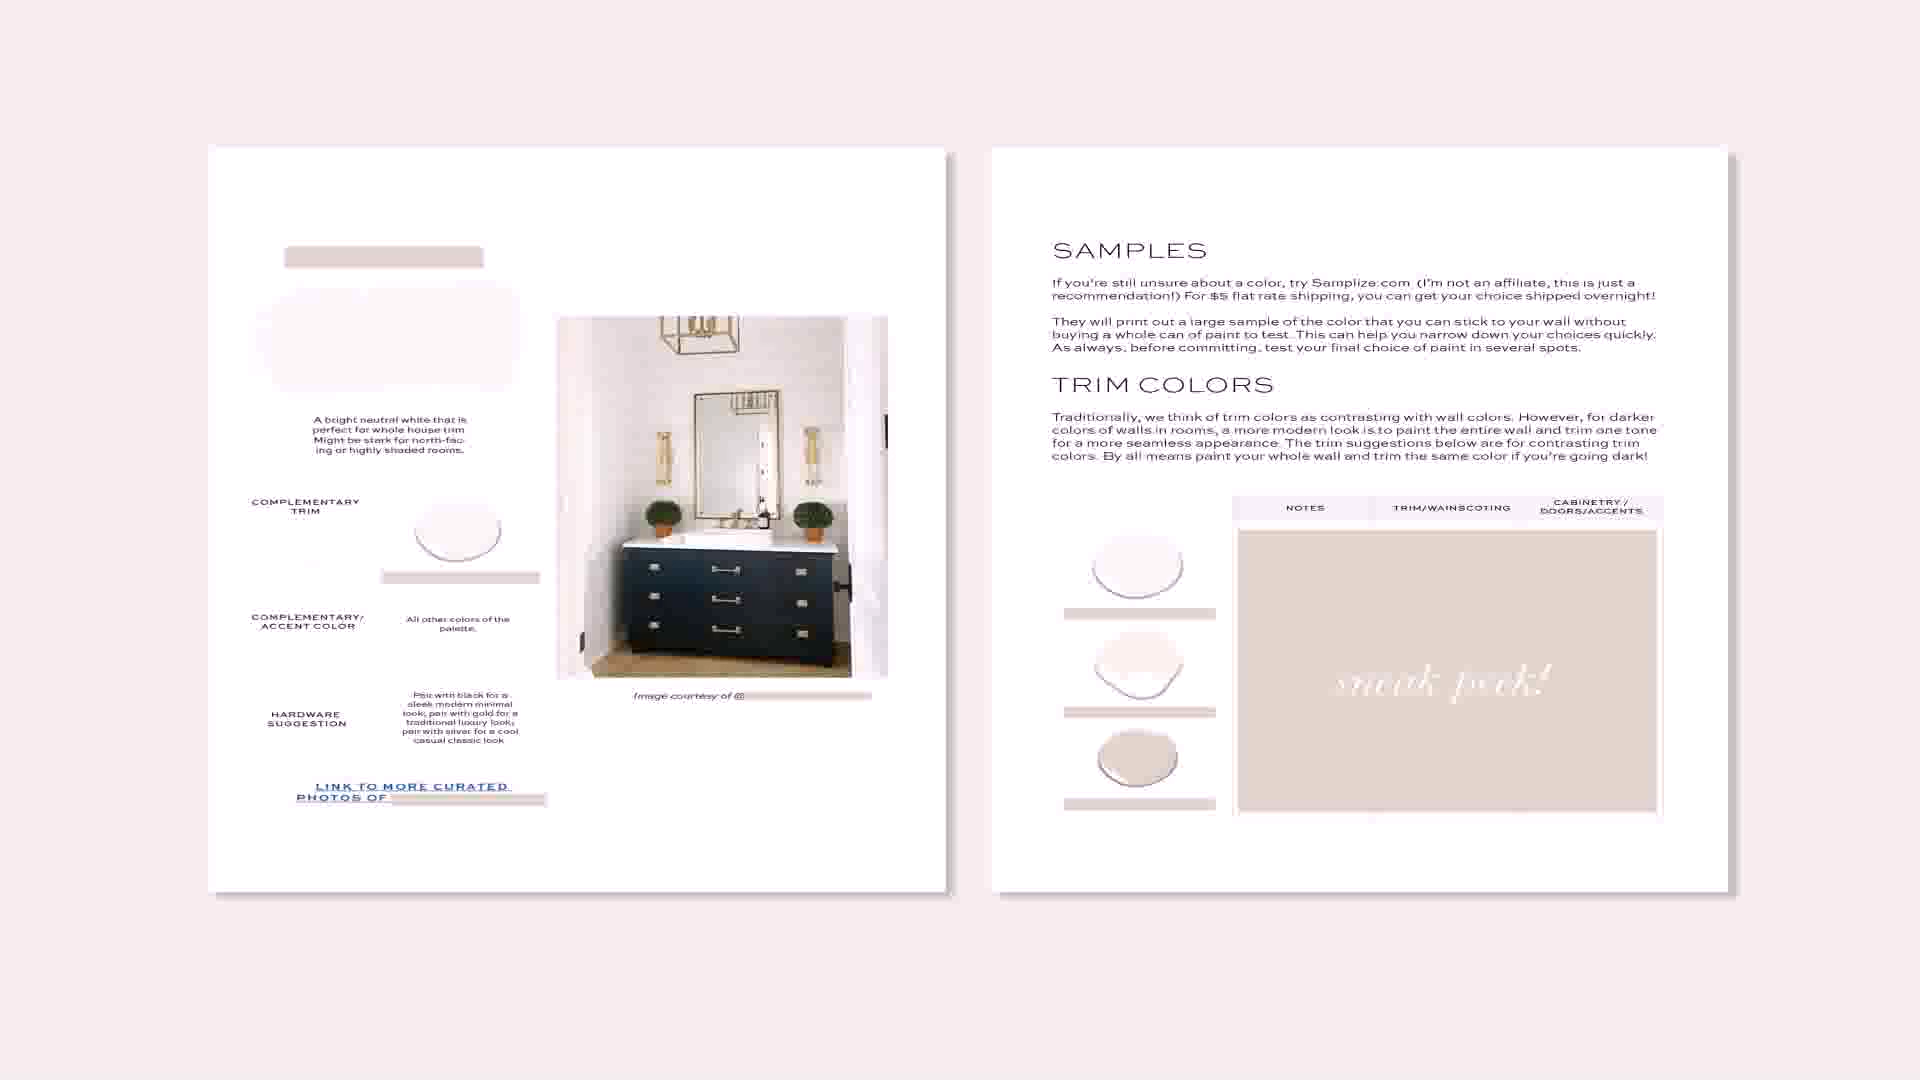 A bright neutral white that is
perfect for whole house trim
Might be stark for north-fac-
ing or highly shaded rooms.
COMPLEMENTARY
TRIM
COMPLEMENTARY/
ACCENT COLOR
All other colors of the
palette.
HARDWARE
SUGGESTION
Pair with black for a
sleek modern minimal
look; pair with gold for a
traditional luxury look;
pair with silver for a cool
casual classic look
LINK TO MORE CURATED
PHOTOS OF
Image courtesy of @
SAMPLES
If you're still unsure about a color, try Samplize.com (I'm not an affiliate, this is just a
recommendation!) For $5 flat rate shipping, you can get your choice shipped overnight!
They will print out a large sample of the color that you can stick to your wall without
buying a whole can of paint to test. This can help you narrow down your choices quickly.
As always, before committing, test your final choice of paint in several spots.
TRIM COLORS
Traditionally, we think of trim colors as contrasting with wall colors. However, for darker
colors of walls in rooms, a more modern look is to paint the entire wall and trim one tone
for a more seamless appearance. The trim suggestions below are for contrasting trim
colors. By all means paint your whole wall and trim the same color if you're going dark!
NOTES
TRIM/WAINSCOTING
CABINETRY /
DOORS/ACCENTS
sneak peek!